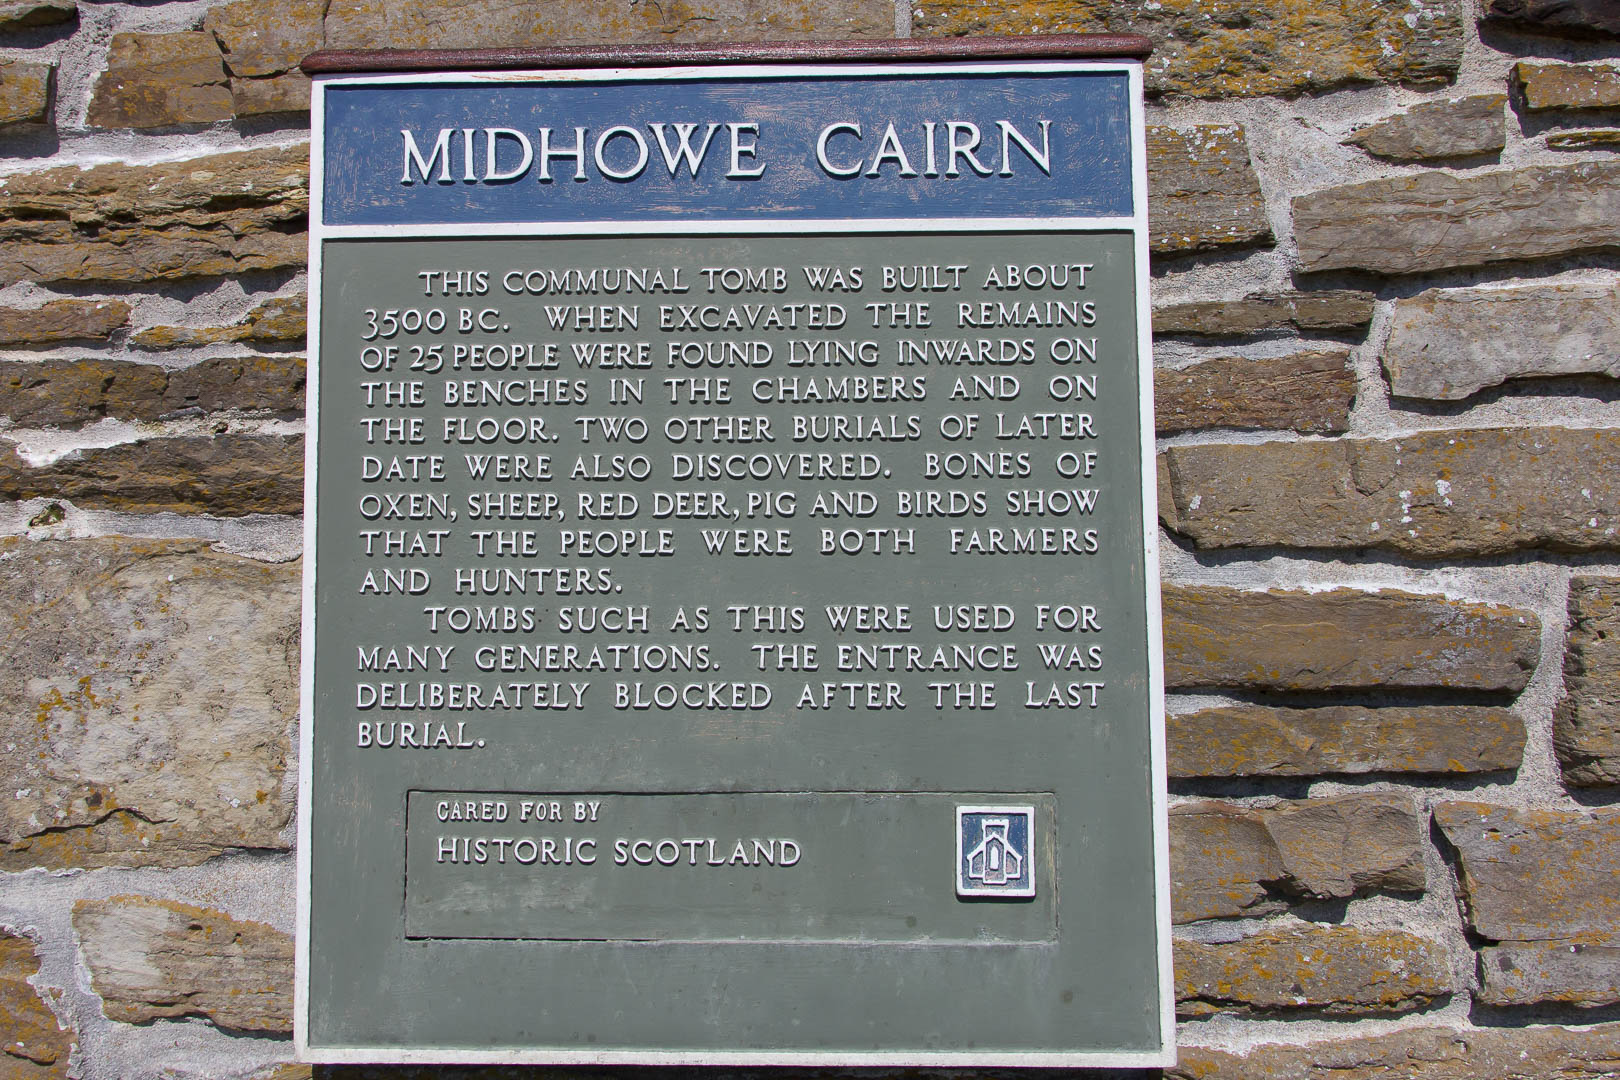 MIDHOWE CAIRN
THIS COMMUNAL TOMB WAS BUILT ABOUT
3500 BC. WHEN EXCAVATED THE REMAINS
OF 25 PEOPLE WERE FOUND LYING INWARDS ON
THE BENCHES IN THE CHAMBERS AND ON
THE FLOOR. TWO OTHER BURIALS OF LATER
DATE WERE ALSO DISCOVERED. BONES OF
OXEN, SHEEP, RED DEER, PIG AND BIRDS SHOW
THAT THE PEOPLE WERE BOTH FARMERS
AND HUNTERS.
TOMBS SUCH AS THIS WERE USED FOR
MANY GENERATIONS. THE ENTRANCE WAS
DELIBERATELY BLOCKED AFTER THE LAST
BURIAL.
CARED FOR BY
HISTORIC SCOTLAND